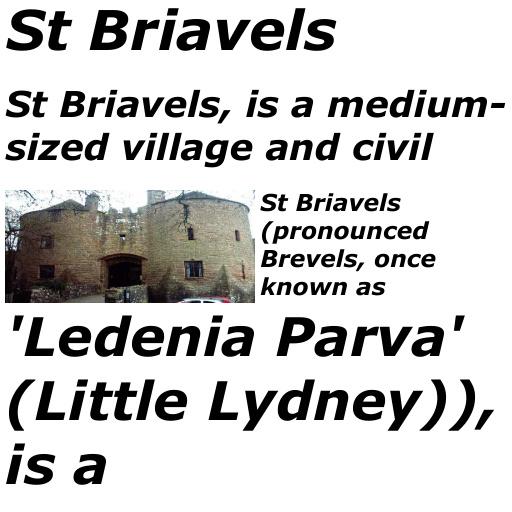 St Briavels
St Briavels, is a medium-
sized village and civil
St Briavels
(pronounced
Brevels, once
known as
'Ledenia Parva'
(Little Lydney)),
is a